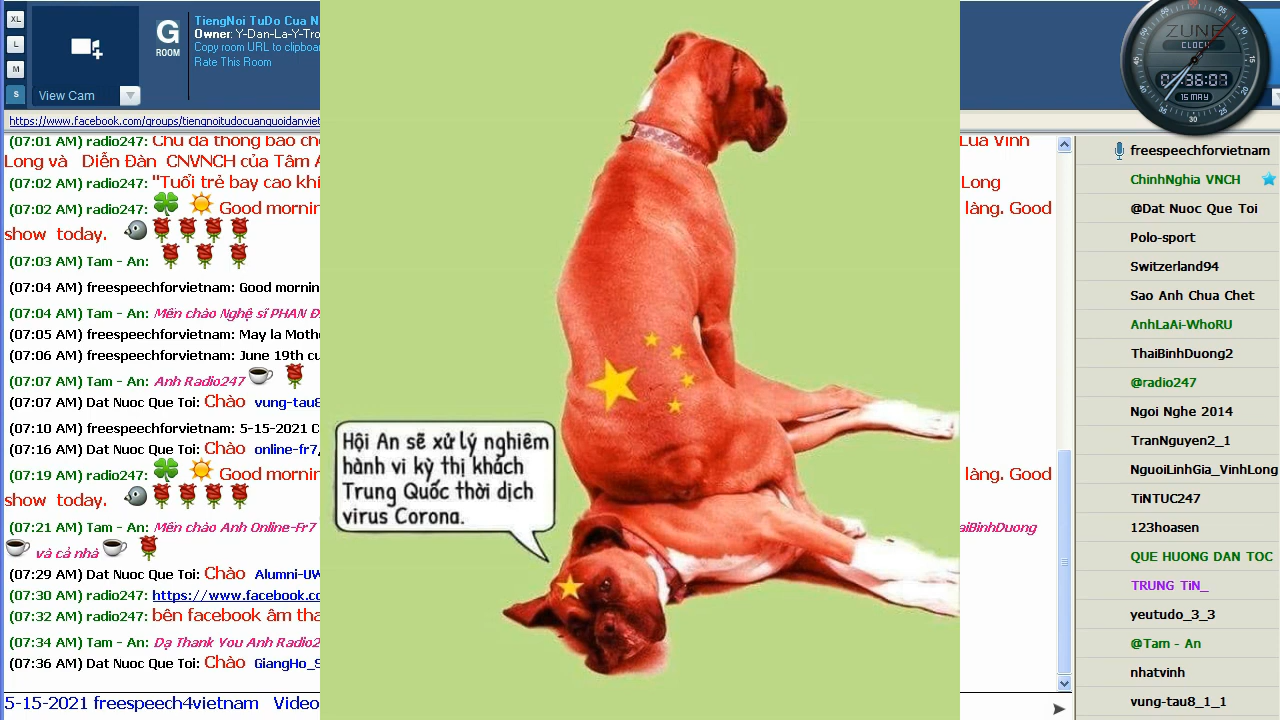 XL
L
M
S
View Cam
G
ROOM
TiengNoi TuDo Cua N
Owner: Y-Dan-La-Y-Tro
Copy room URL to clipboa
Rate This Room
https://www.facebook.com/groups/tiengnoitudocuanguoidanviet
(07:01 AM) radio247: Chu da thong bao ch
Lua Vinh
Long và Diễn Đàn CNVNCH của Tâm A
(07:02 AM) radio247: "Tuổi trẻ bay cao khí
Long
(07:02 AM) radio247: Good mornin
làng. Good
show today.
(07:03 AM) Tam - An:
(07:04 AM) freespeechforvietnam: Good mornin
(07:04 AM) Tam - An: Mến chào Nghệ sĩ PHAN Đ
(07:05 AM) freespeechforvietnam: May la Moth
(07:06 AM) freespeechforvietnam: June 19th cu
(07:07 AM) Tam - An: Anh Radio247
(07:07 AM) Dat Nuoc Que Toi: Chào vung-tau8
(07:10 AM) freespeechforvietnam: 5-15-2021 C
(07:16 AM) Dat Nuoc Que Toi: Chào online-fr7,
(07:19 AM) radio247: Good mornin
làng. Good
show today.
(07:21 AM) Tam - An: Mến chào Anh Online-Fr7
aiBinhDuong
và cả nhà
(07:29 AM) Dat Nuoc Que Toi: Chào Alumni-UW
(07:30 AM) radio247: https://www.facebook.co
(07:32 AM) radio247: bên facebook âm tha
(07:34 AM) Tam - An: Dạ Thank You Anh Radio2
(07:36 AM) Dat Nuoc Que Toi: Chào GiangHo_9
5-15-2021 freespeech4vietnam Video
Hội An sẽ xử lý nghiêm
hành vi kỳ thị khách
Trung Quốc thời dịch
virus Corona.
ZUNE
CLOCK
07:36:07
15 MAY
freespeechforvietnam
ChinhNghia VNCH
@Dat Nuoc Que Toi
Polo-sport
Switzerland94
Sao Anh Chua Chet
AnhLaAi-WhoRU
ThaiBinhDuong2
@radio247
Ngoi Nghe 2014
TranNguyen2_1
NguoiLinhGia_VinhLong
TiNTUC247
123hoasen
QUE HUONG DAN TOC
TRUNG TiN_
yeutudo_3_3
@Tam - An
nhatvinh
vung-tau8_1_1